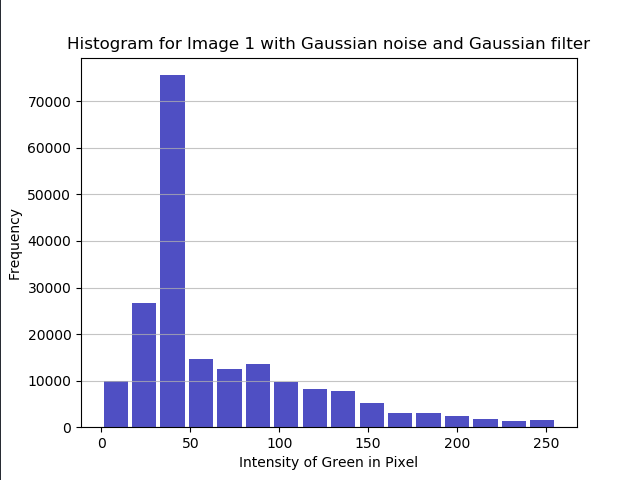 Histogram for Image 1 with Gaussian noise and Gaussian filter
70000
60000
50000
40000
30000
20000
10000
0
Frequency
0 50 100 150 200 250
Intensity of Green in Pixel